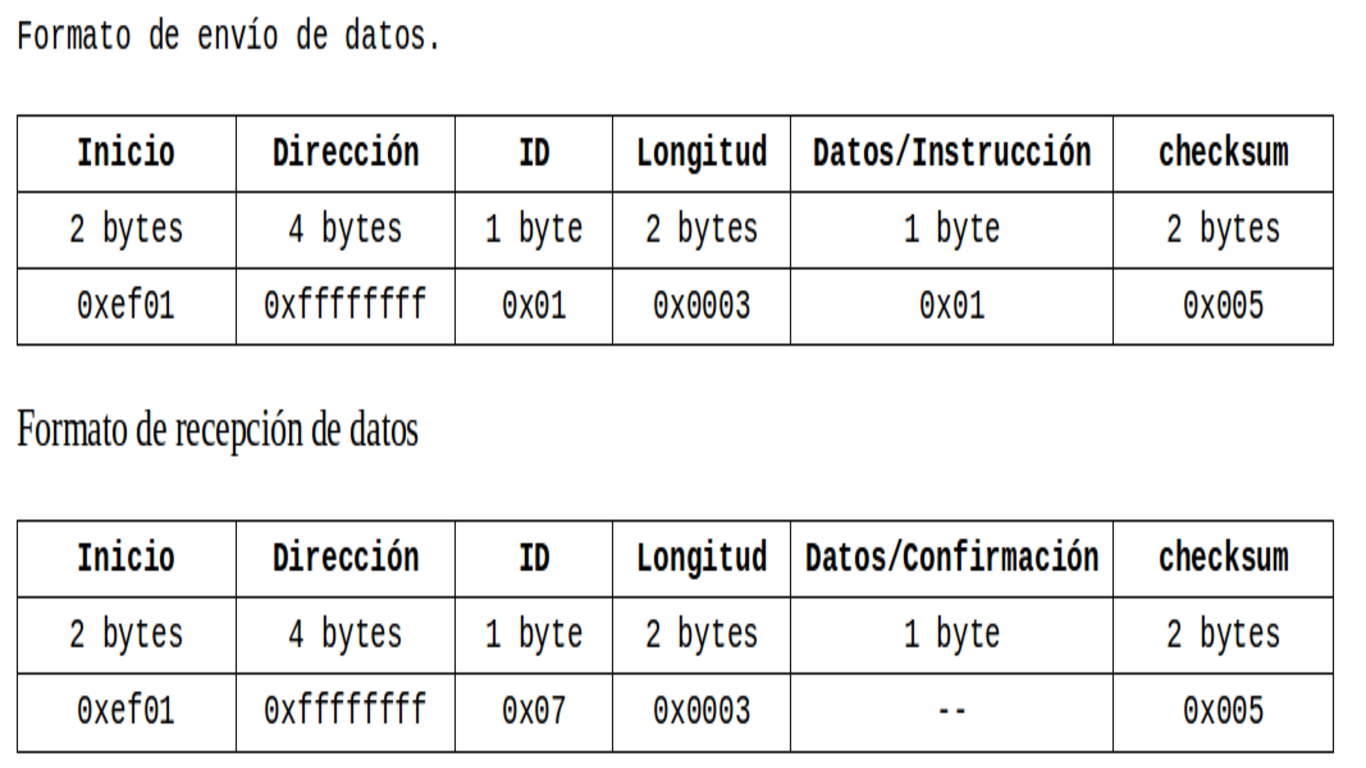 Formato de envío de datos.
Inicio Dirección ID Longitud Datos/Instrucción checksum
2 bytes 4 bytes 1 byte 2 bytes 1 byte 2 bytes
0xef01 0xffffffff 0x01 0x0003 0x01 0x005
Formato de recepción de datos
Inicio Dirección ID Longitud Datos/Confirmación checksum
2 bytes 4 bytes 1 byte 2 bytes 1 byte 2 bytes
0xef01 0xffffffff 0x07 0x0003 -- 0x005